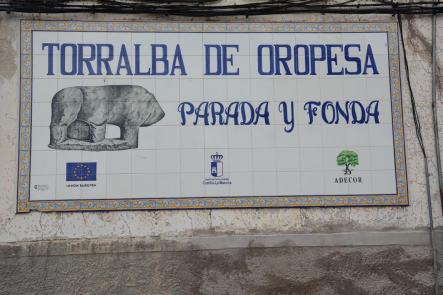 TORRALBA DE OROPESA
PARADA Y FONDA
UNIÓN EUROPEA
Castilla-La Mancha
ADECOR